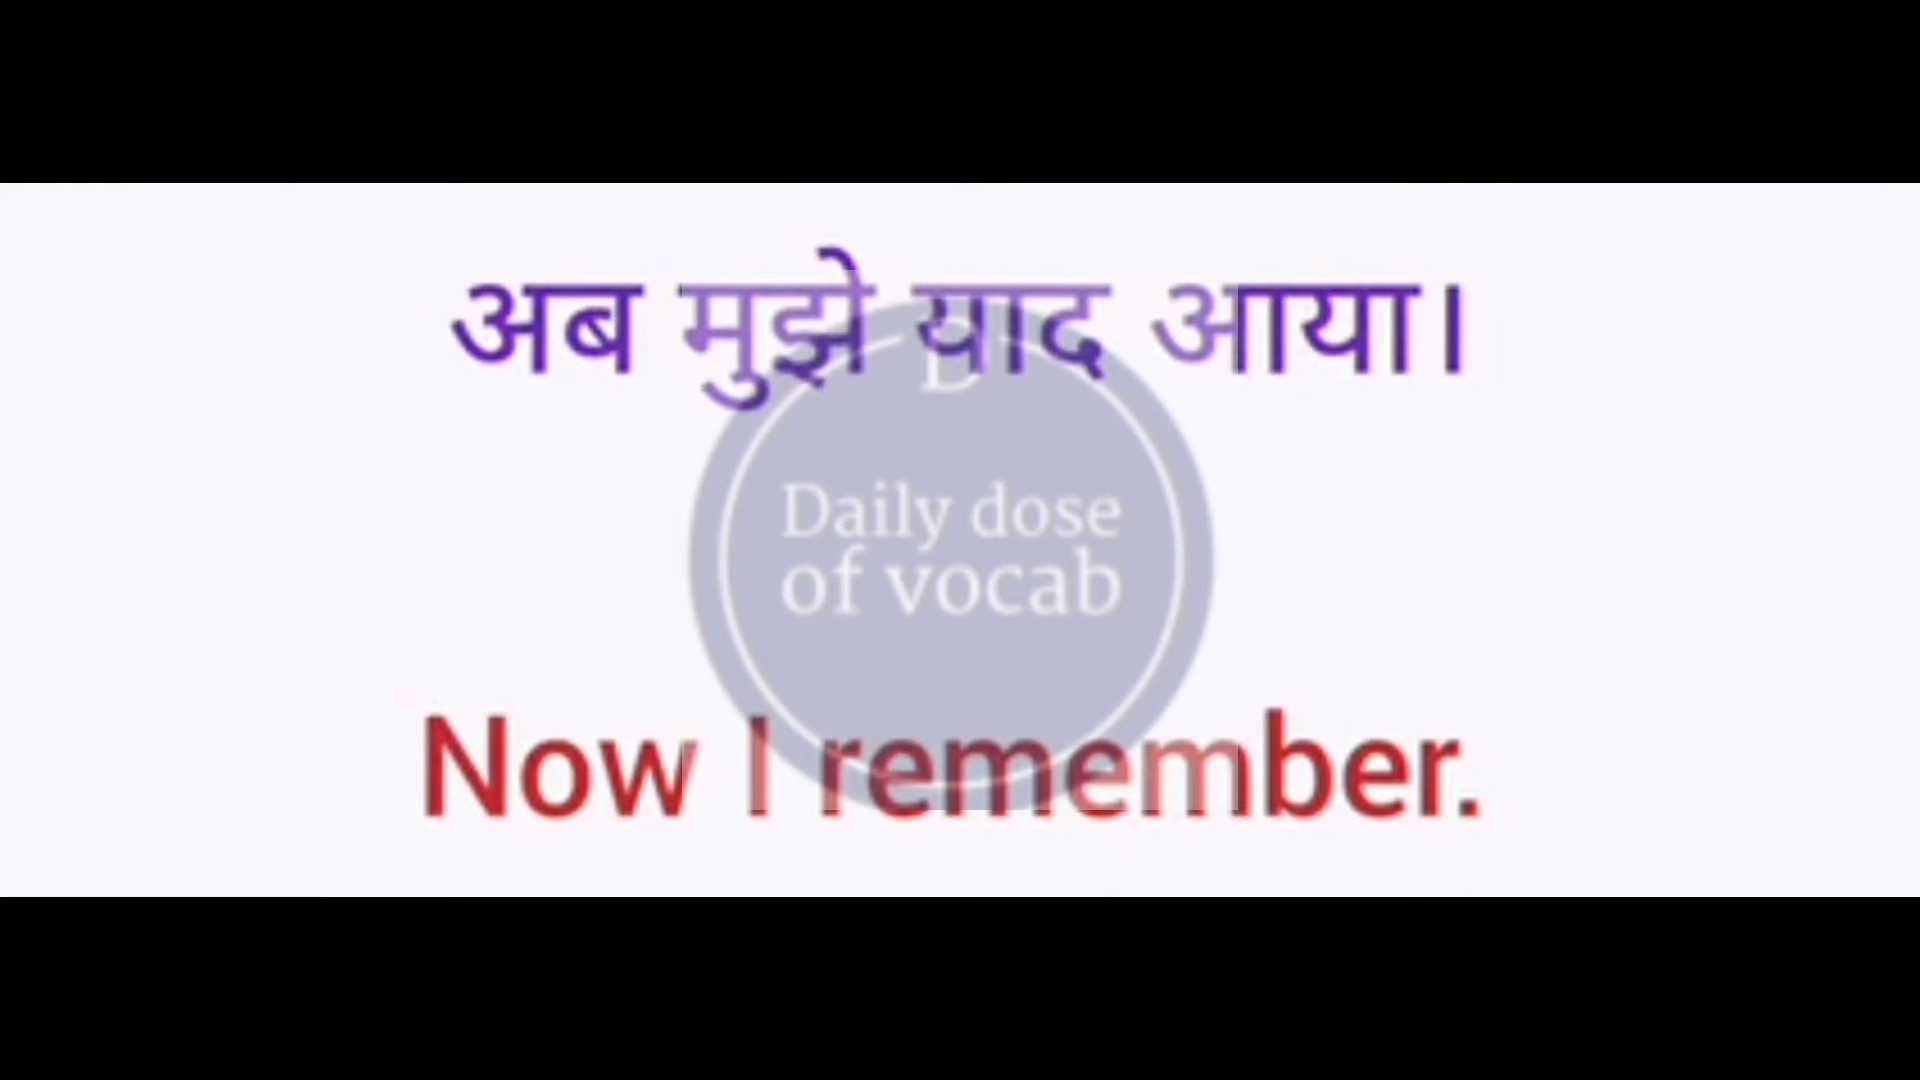 अब मुझे याद आया।
D
Daily dose
of vocab
Now I remember.